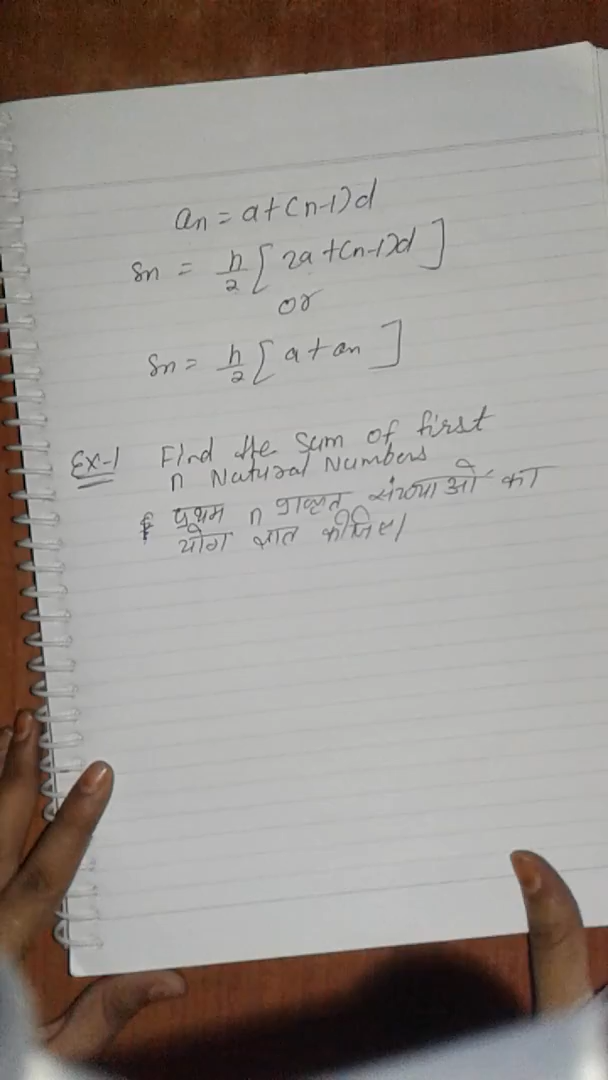 an = a+(n-1)d
Sn = n/2 [ 2a+(n-1)d ]
or
Sn = n/2 [ a+an ]
Ex-1 Find the sum of first
n Natural Numbers
प्रथम n प्राकृत संख्याओ का
योग ज्ञात कीजिए।